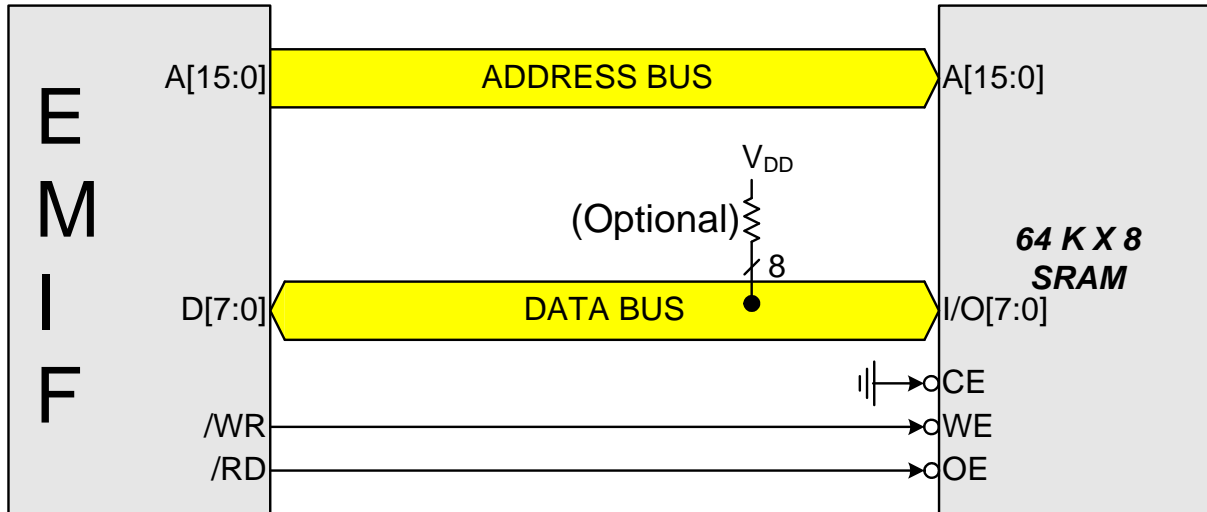 EMIF
A[15:0]
ADDRESS BUS
A[15:0]
VDD
(Optional)
8
64 K X 8
SRAM
D[7:0]
DATA BUS
I/O[7:0]
CE
/WR
WE
/RD
OE